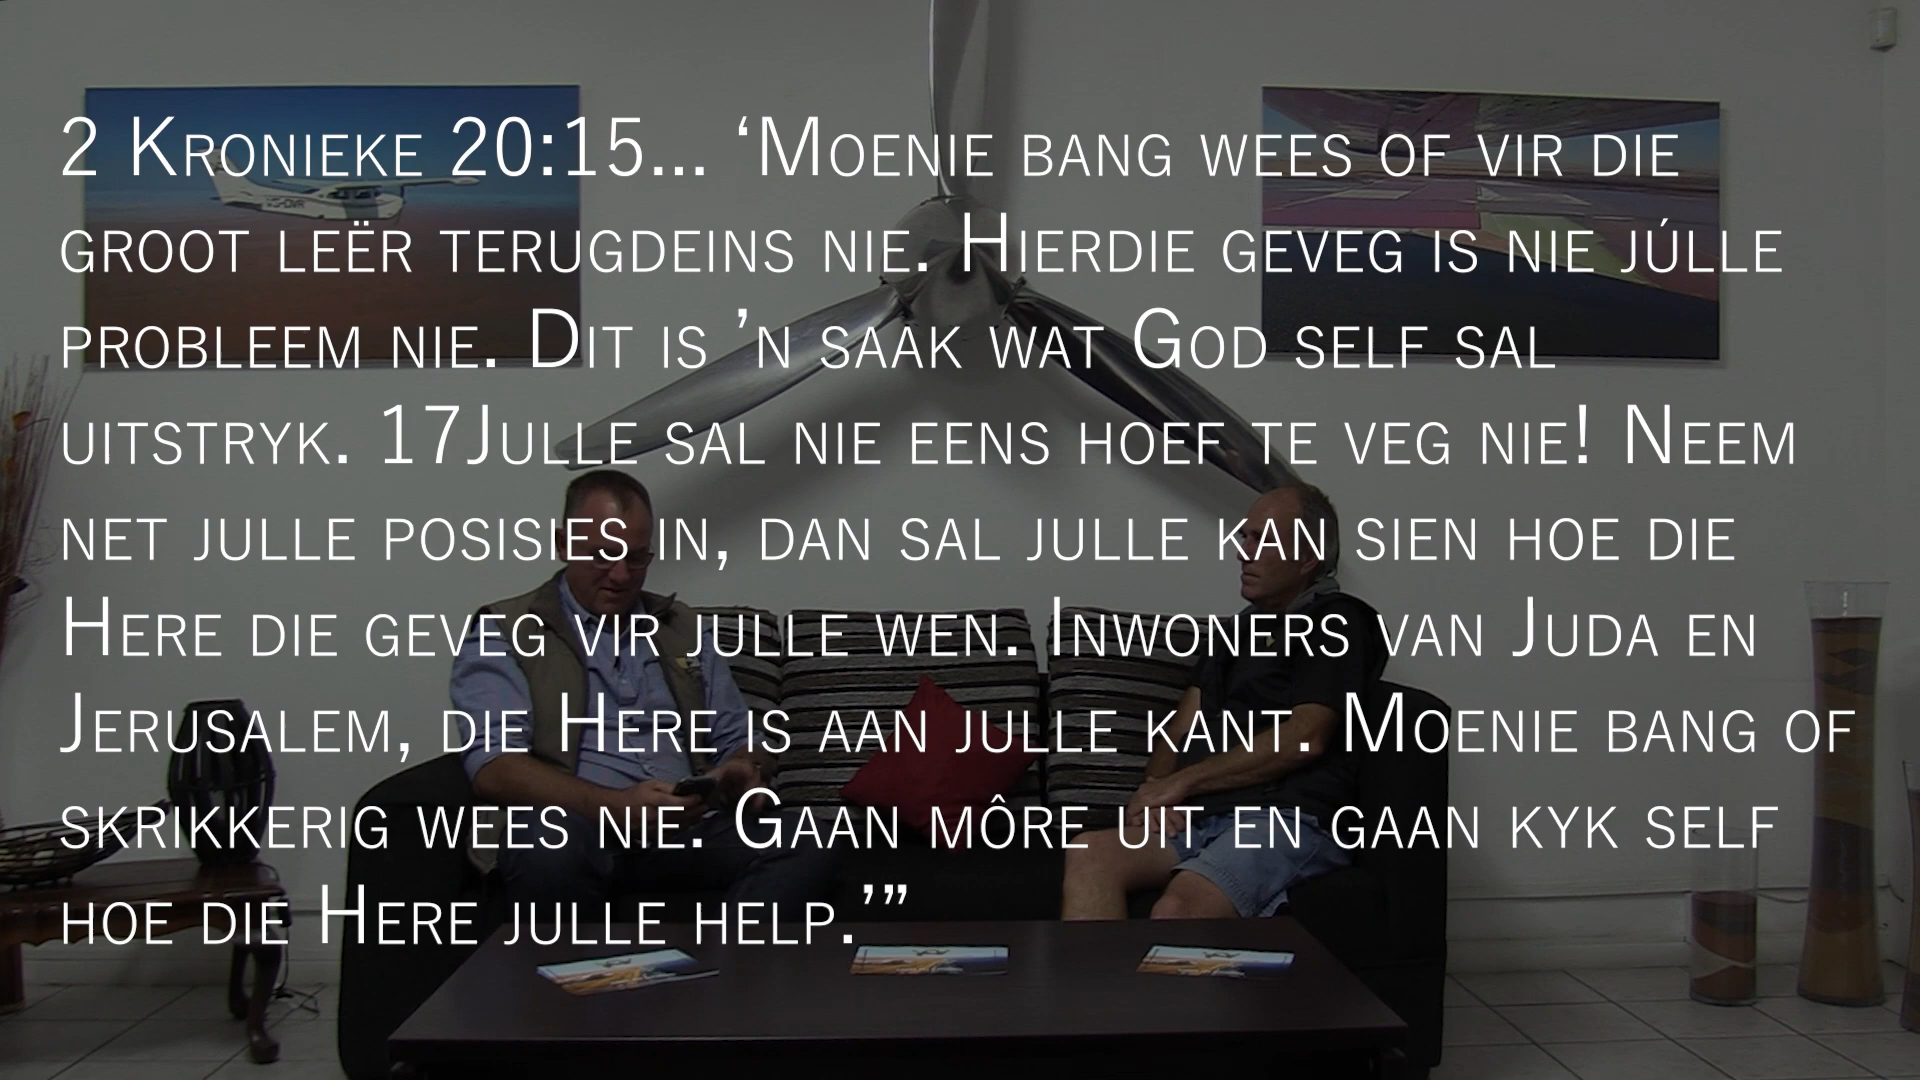 2 Kronieke 20:15... ‘Moenie bang wees of vir die
groot leër terugdeins nie. Hierdie geveg is nie júlle
probleem nie. Dit is ’n saak wat God self sal
uitstryk. 17Julle sal nie eens hoef te veg nie! Neem
net julle posisies in, dan sal julle kan sien hoe die
Here die geveg vir julle wen. Inwoners van Juda en
Jerusalem, die Here is aan julle kant. Moenie bang of
skrikkerig wees nie. Gaan môre uit en gaan kyk self
hoe die Here julle help.’”